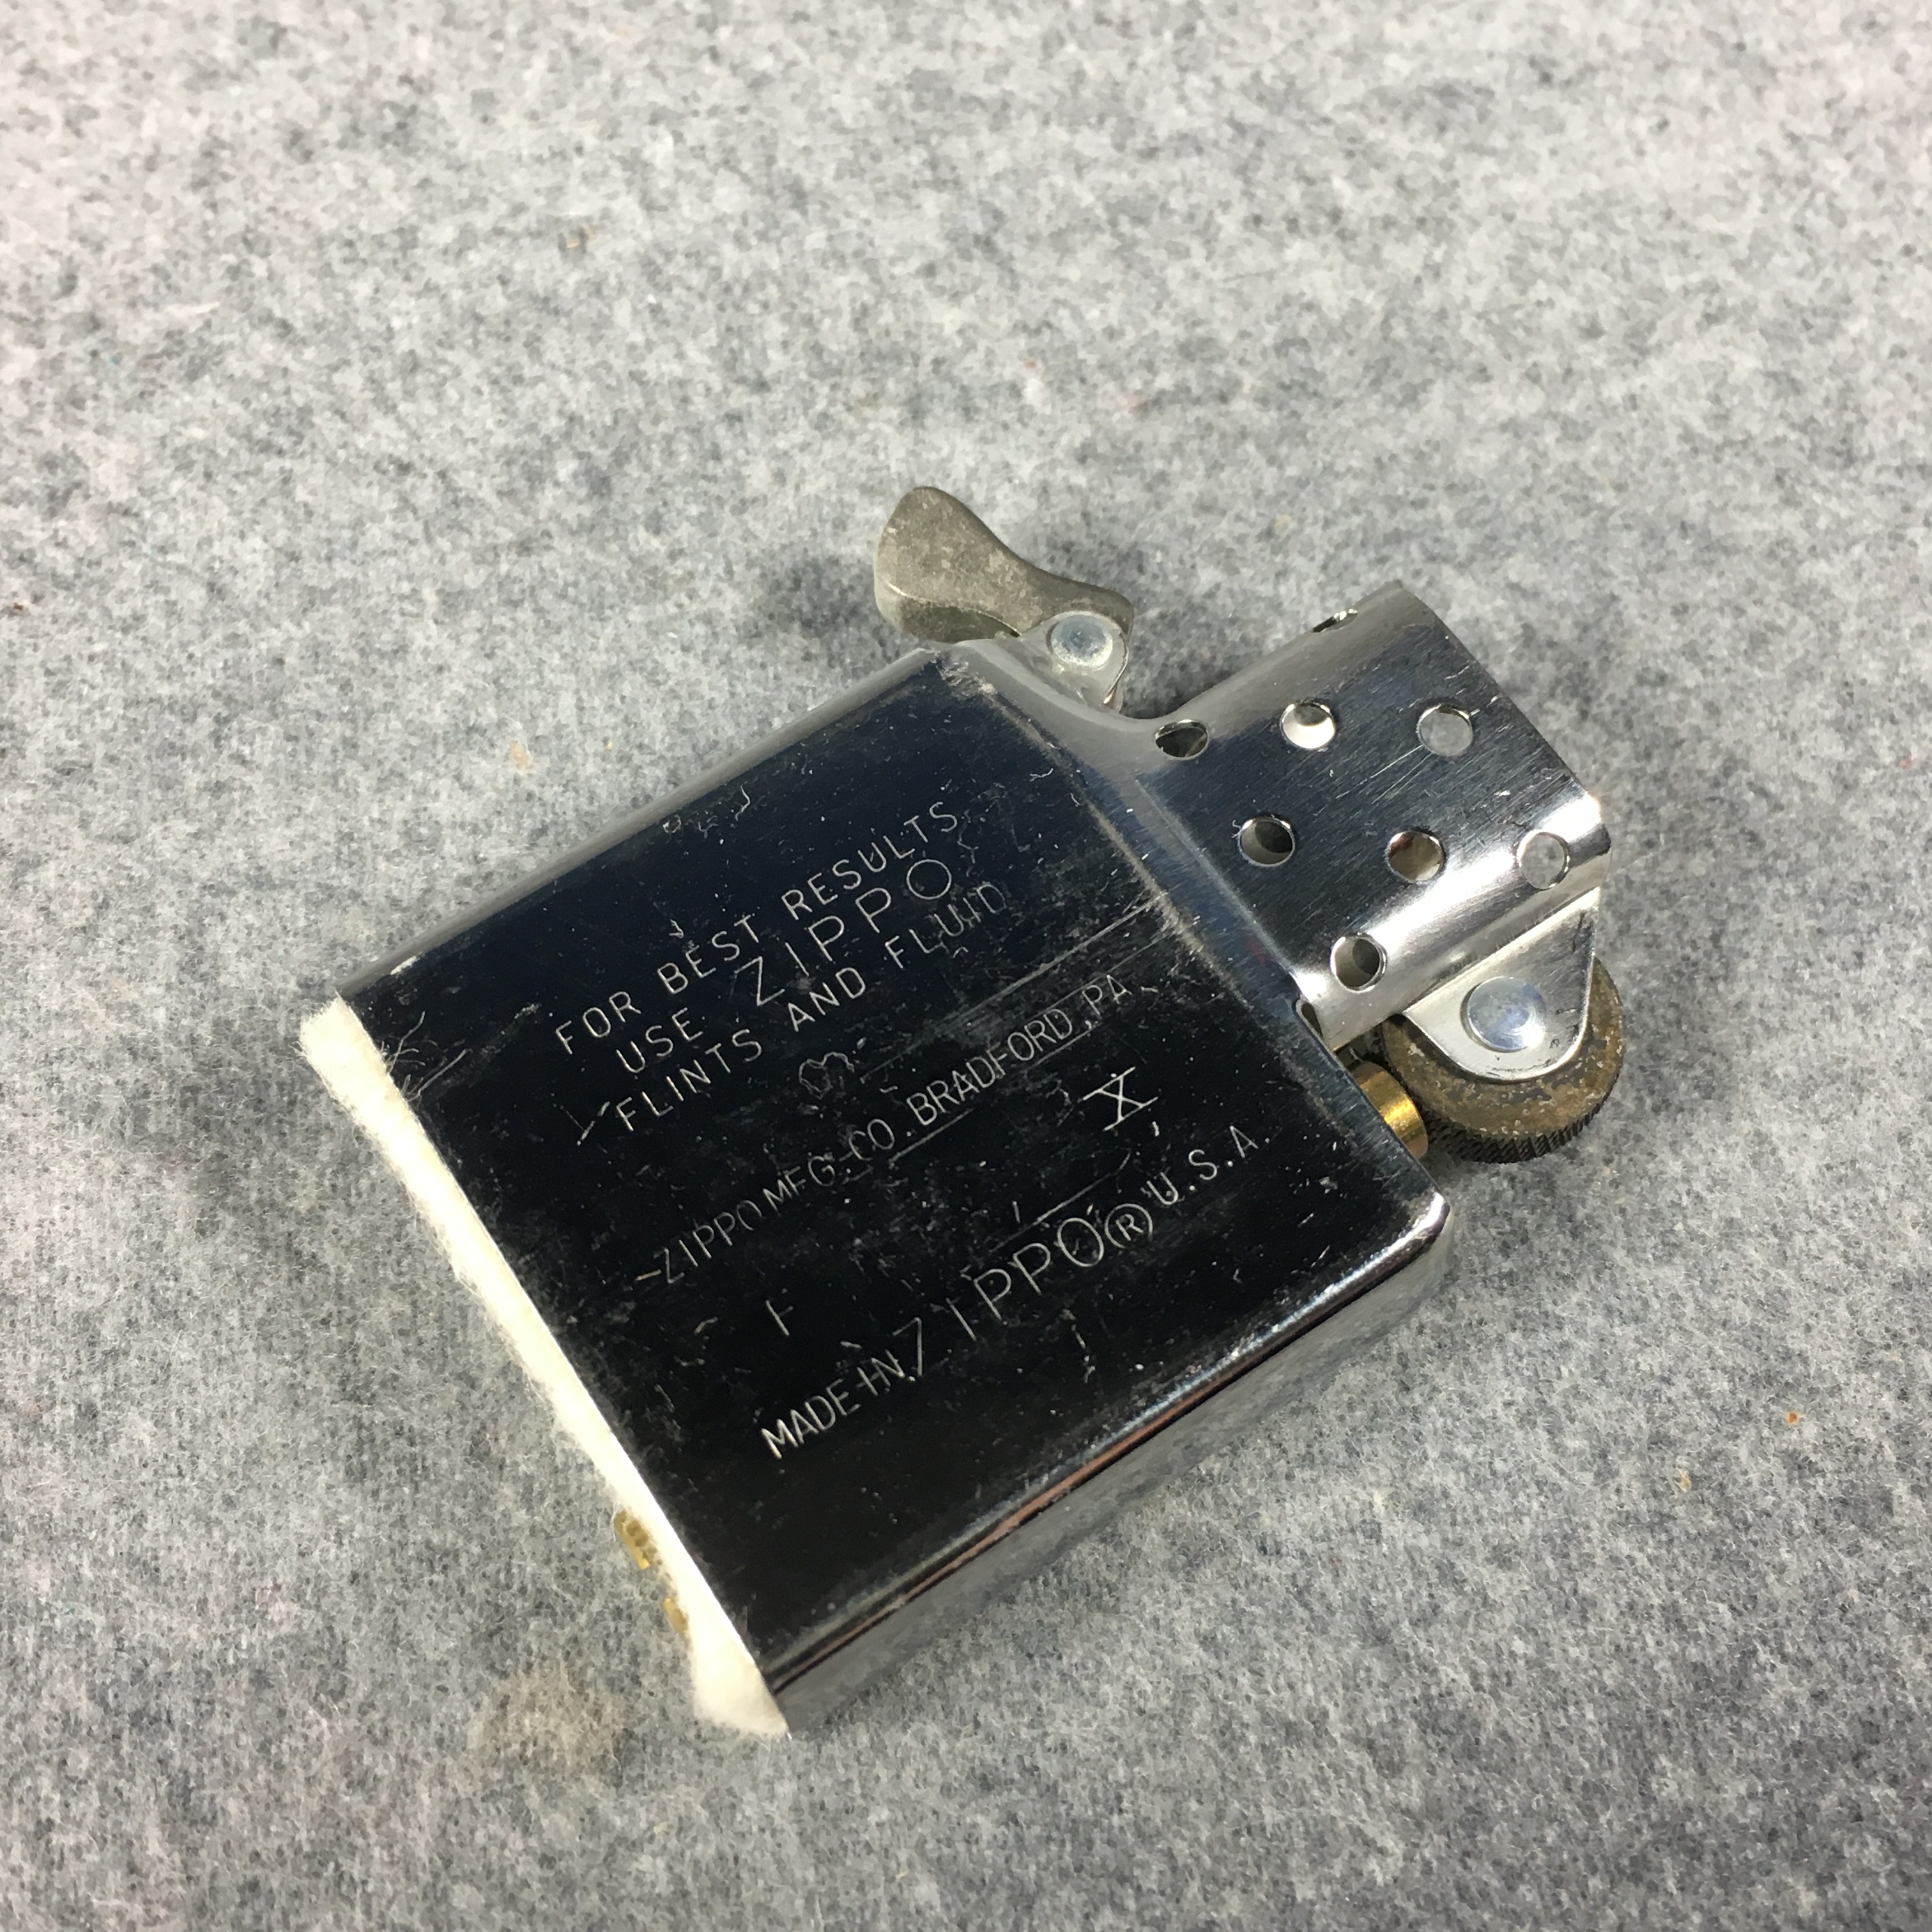 FOR BEST RESULTS
USE ZIPPO
FLINTS AND FLUID
ZIPPO MFG. CO. BRADFORD, PA.
F X
MADE IN ZIPPO® U.S.A.